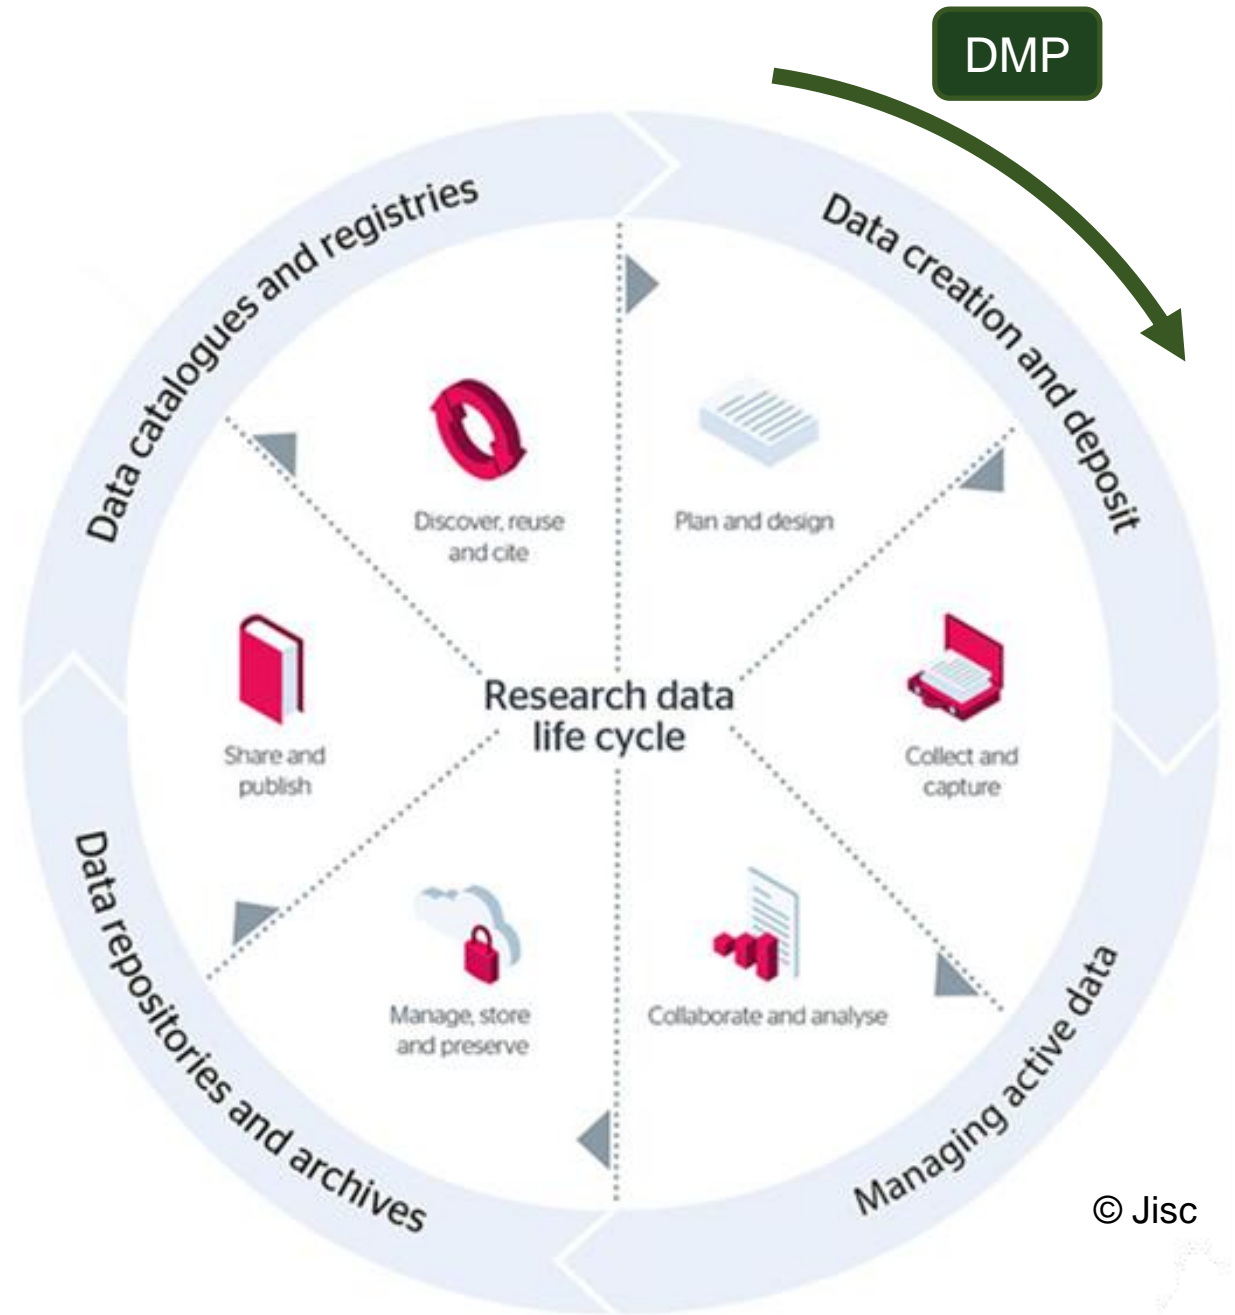 DMP
Data catalogues and registries
Data creation and deposit
Discover, reuse
and cite
Plan and design
Research data
life cycle
Share and
publish
Collect and
capture
Manage, store
and preserve
Collaborate and analyse
Data repositories and archives
Managing active data
© Jisc